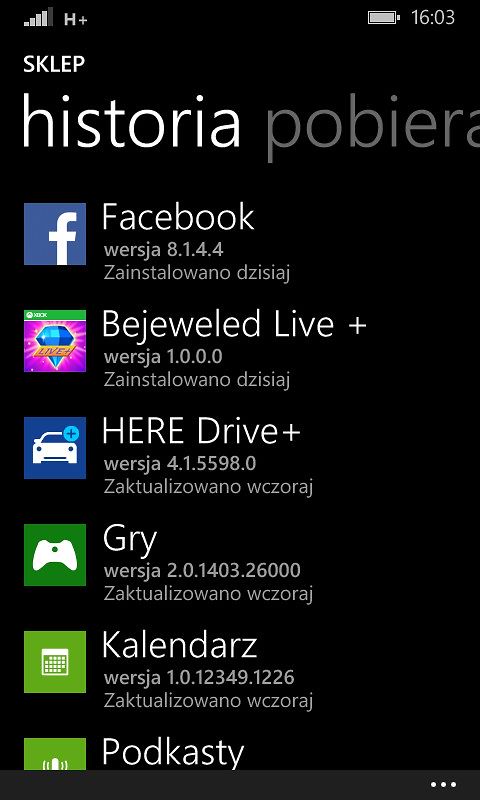 H+
16:03
SKLEP
historia pobiera
Facebook
wersja 8.1.4.4
Zainstalowano dzisiaj
XBOX
LIVE+
Bejeweled Live +
wersja 1.0.0.0
Zainstalowano dzisiaj
HERE Drive+
wersja 4.1.5598.0
Zaktualizowano wczoraj
Gry
wersja 2.0.1403.26000
Zaktualizowano wczoraj
Kalendarz
wersja 1.0.12349.1226
Zaktualizowano wczoraj
Podkasty